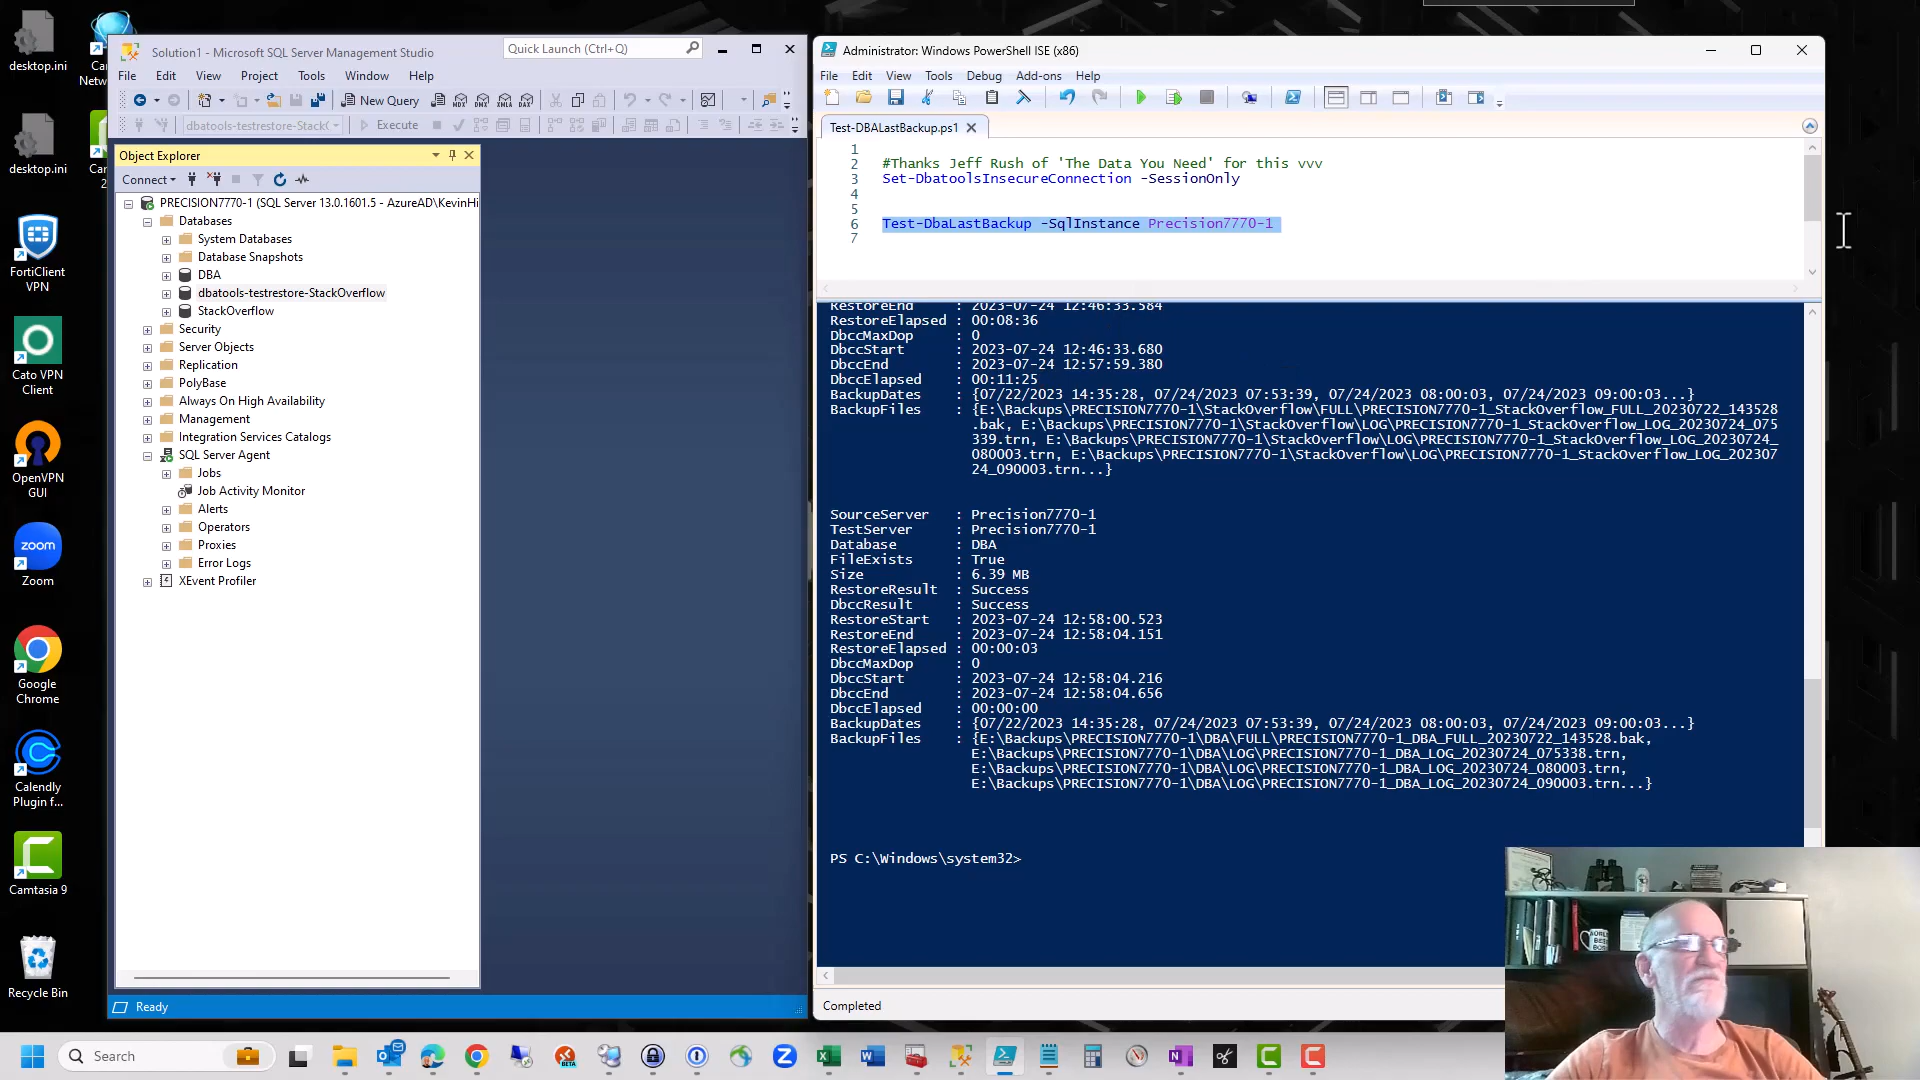 desktop.ini
desktop.ini
FortiClient
VPN
Cato VPN
Client
OpenVPN
GUI
zoom
Zoom
Google
Chrome
Calendly
Plugin f...
Camtasia 9
Recycle Bin
Solution1 - Microsoft SQL Server Management Studio
Quick Launch (Ctrl+Q)
File Edit View Project Tools Window Help
New Query MDX DMX XMLA DAX
dbatools-testrestore-StackC Execute
Object Explorer
Connect
PRECISION7770-1 (SQL Server 13.0.1601.5 - AzureAD\KevinHi
Databases
System Databases
Database Snapshots
DBA
dbatools-testrestore-StackOverflow
StackOverflow
Security
Server Objects
Replication
PolyBase
Always On High Availability
Management
Integration Services Catalogs
SQL Server Agent
Jobs
Job Activity Monitor
Alerts
Operators
Proxies
Error Logs
XEvent Profiler
Ready
Administrator: Windows PowerShell ISE (x86)
File Edit View Tools Debug Add-ons Help
Test-DBALastBackup.ps1
1
2 #Thanks Jeff Rush of 'The Data You Need' for this vvv
3 Set-DbatoolsInsecureConnection -SessionOnly
4
5
6 Test-DbaLastBackup -SqlInstance Precision7770-1
7
RestoreEnd : 2023-07-24 12:46:33.584
RestoreElapsed : 00:08:36
DbccMaxDop : 0
DbccStart : 2023-07-24 12:46:33.680
DbccEnd : 2023-07-24 12:57:59.380
DbccElapsed : 00:11:25
BackupDates : {07/22/2023 14:35:28, 07/24/2023 07:53:39, 07/24/2023 08:00:03, 07/24/2023 09:00:03...}
BackupFiles : {E:\Backups\PRECISION7770-1\StackOverflow\FULL\PRECISION7770-1_StackOverflow_FULL_20230722_143528
.bak, E:\Backups\PRECISION7770-1\StackOverflow\LOG\PRECISION7770-1_StackOverflow_LOG_20230724_075
339.trn, E:\Backups\PRECISION7770-1\StackOverflow\LOG\PRECISION7770-1_StackOverflow_LOG_20230724_
080003.trn, E:\Backups\PRECISION7770-1\StackOverflow\LOG\PRECISION7770-1_StackOverflow_LOG_202307
24_090003.trn...}
SourceServer : Precision7770-1
TestServer : Precision7770-1
Database : DBA
FileExists : True
Size : 6.39 MB
RestoreResult : Success
DbccResult : Success
RestoreStart : 2023-07-24 12:58:00.523
RestoreEnd : 2023-07-24 12:58:04.151
RestoreElapsed : 00:00:03
DbccMaxDop : 0
DbccStart : 2023-07-24 12:58:04.216
DbccEnd : 2023-07-24 12:58:04.656
DbccElapsed : 00:00:00
BackupDates : {07/22/2023 14:35:28, 07/24/2023 07:53:39, 07/24/2023 08:00:03, 07/24/2023 09:00:03...}
BackupFiles : {E:\Backups\PRECISION7770-1\DBA\FULL\PRECISION7770-1_DBA_FULL_20230722_143528.bak,
E:\Backups\PRECISION7770-1\DBA\LOG\PRECISION7770-1_DBA_LOG_20230724_075338.trn,
E:\Backups\PRECISION7770-1\DBA\LOG\PRECISION7770-1_DBA_LOG_20230724_080003.trn,
E:\Backups\PRECISION7770-1\DBA\LOG\PRECISION7770-1_DBA_LOG_20230724_090003.trn...}
PS C:\Windows\system32>
Completed
Search
BETA